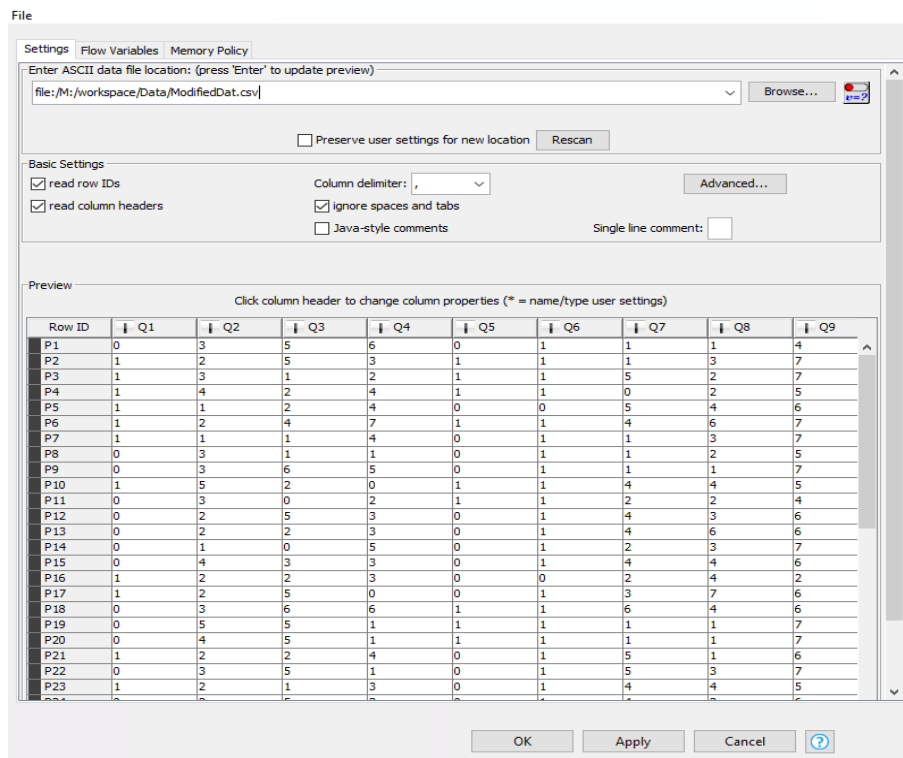 File
Settings Flow Variables Memory Policy
Enter ASCII data file location: (press 'Enter' to update preview)
file:/M:/workspace/Data/ModifiedDat.csv Browse... v=?
Preserve user settings for new location Rescan
Basic Settings
read row IDs Column delimiter: , Advanced...
read column headers ignore spaces and tabs
Java-style comments Single line comment:
Preview
Click column header to change column properties (* = name/type user settings)
Row ID Q1 Q2 Q3 Q4 Q5 Q6 Q7 Q8 Q9
P1 0 3 5 6 0 1 1 1 4
P2 1 2 5 3 1 1 1 3 7
P3 1 3 1 2 1 1 5 2 7
P4 1 4 2 4 1 1 0 2 5
P5 1 1 2 4 0 0 5 4 6
P6 1 2 4 7 1 1 4 6 7
P7 1 1 1 4 0 1 1 3 7
P8 0 3 1 1 0 1 1 2 5
P9 0 3 6 5 0 1 1 1 7
P10 1 5 2 0 1 1 4 4 5
P11 0 3 0 2 1 1 2 2 4
P12 0 2 5 3 0 1 4 3 6
P13 0 2 2 3 0 1 4 6 6
P14 0 1 0 5 0 1 2 3 7
P15 0 4 3 3 0 1 4 4 6
P16 1 2 2 3 0 0 2 4 2
P17 1 2 5 0 0 1 3 7 6
P18 0 3 6 6 1 1 6 4 6
P19 0 5 5 1 1 1 1 1 7
P20 0 4 5 1 1 1 1 1 7
P21 1 2 2 4 0 1 5 1 6
P22 0 3 5 1 0 1 5 3 7
P23 1 2 1 3 0 1 4 4 5
OK Apply Cancel ?